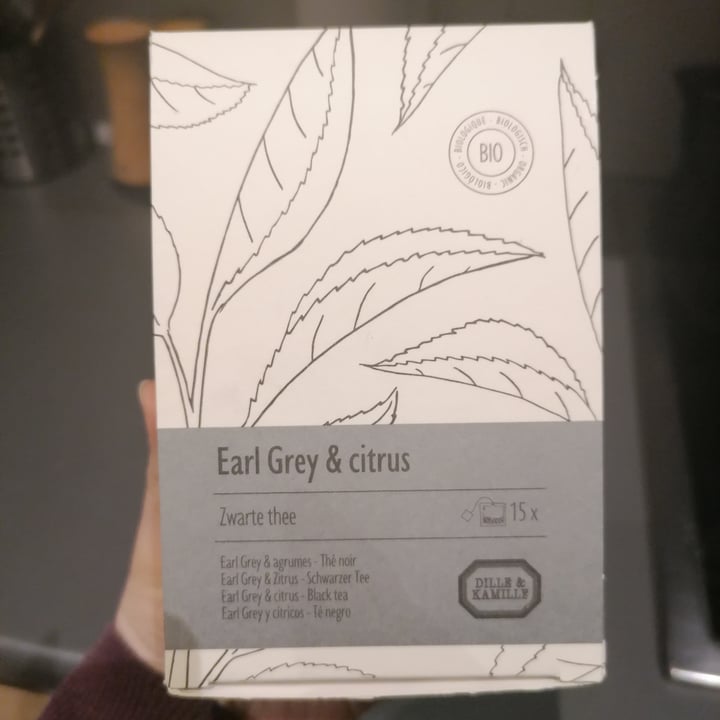 BIOLOGIQUE · BIOLOGISCH · ORGANIC · BIOLÓGICO ·
BIO
Earl Grey & citrus
Zwarte thee
15 x
Earl Grey & agrumes - Thé noir
Earl Grey & Zitrus - Schwarzer Tee
Earl Grey & citrus - Black tea
Earl Grey y cítricos - Té negro
DILLE &
KAMILLE